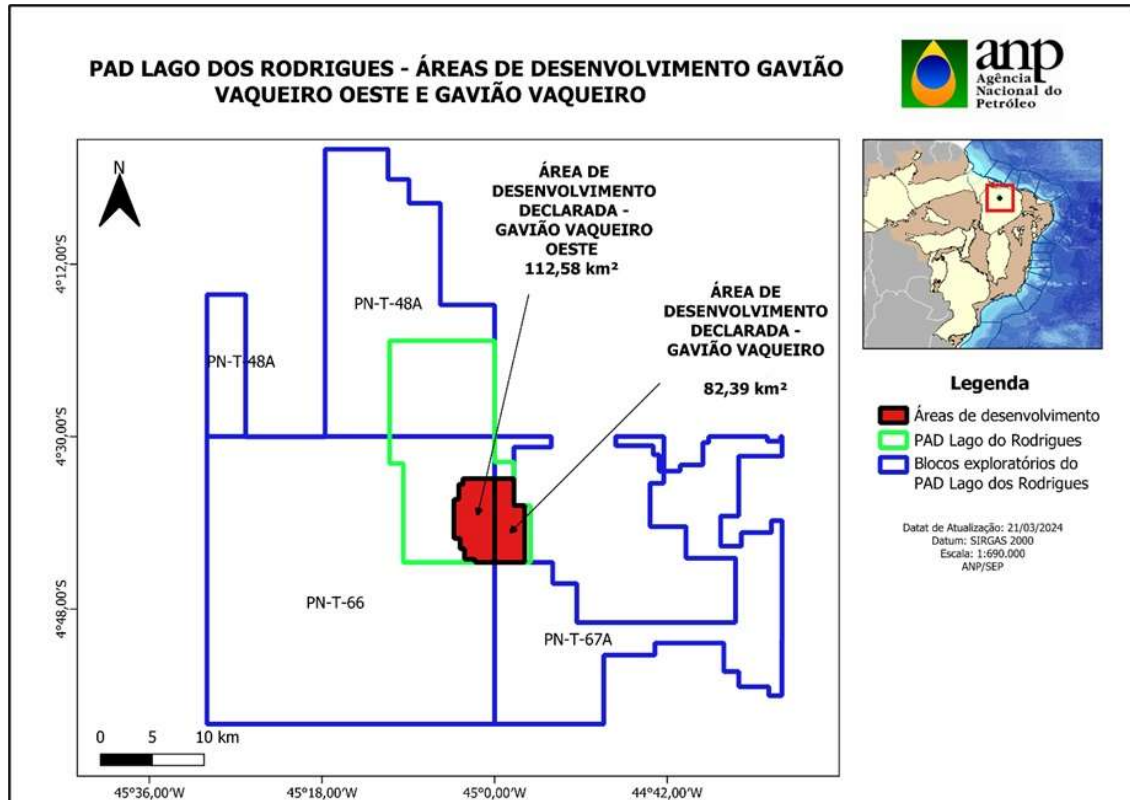 PAD LAGO DOS RODRIGUES - ÁREAS DE DESENVOLVIMENTO GAVIÃO
VAQUEIRO OESTE E GAVIÃO VAQUEIRO
anp
Agência
Nacional do
Petróleo
N
ÁREA DE
DESENVOLVIMENTO
DECLARADA -
GAVIÃO VAQUEIRO
OESTE
112,58 km²
ÁREA DE
DESENVOLVIMENTO
DECLARADA -
GAVIÃO VAQUEIRO
82,39 km²
PN-T-48A
PN-T-48A
PN-T-66
PN-T-67A
4°12,00'S
4°30,00'S
4°48,00'S
0 5 10 km
45°36,00'W
45°18,00'W
45°0,00'W
44°42,00'W
Legenda
Áreas de desenvolvimento
PAD Lago do Rodrigues
Blocos exploratórios do
PAD Lago dos Rodrigues
Datat de Atualização: 21/03/2024
Datum: SIRGAS 2000
Escala: 1:690.000
ANP/SEP